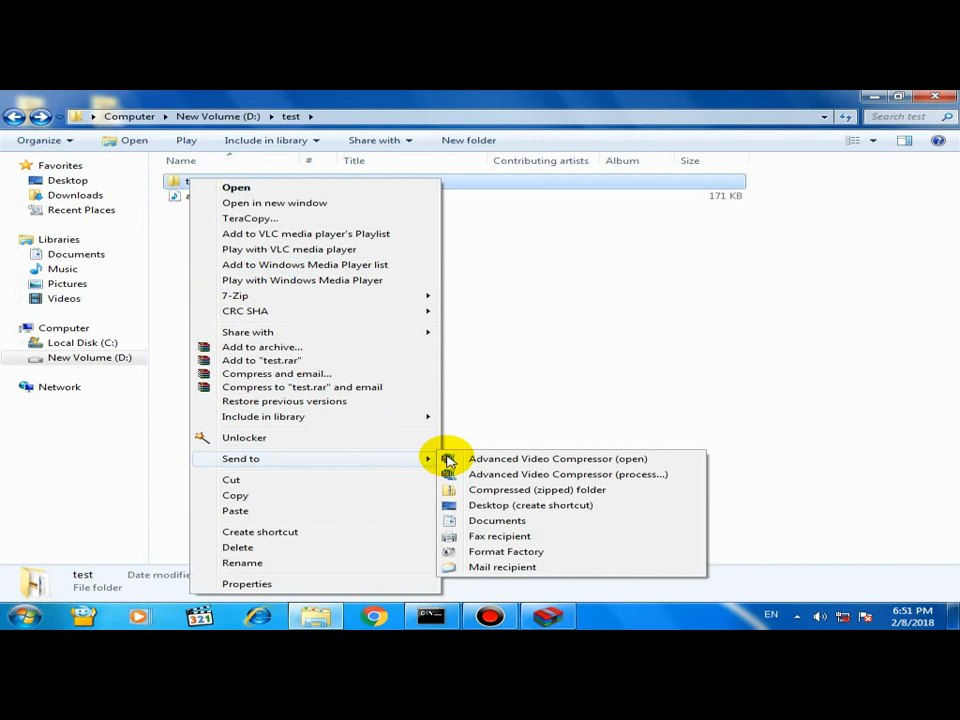 Computer New Volume (D:) test Search test
Organize Open Play Include in library Share with New folder
Name # Title Contributing artists Album Size
171 KB
Favorites
Desktop
Downloads
Recent Places
Libraries
Documents
Music
Pictures
Videos
Computer
Local Disk (C:)
New Volume (D:)
Network
Open
Open in new window
TeraCopy...
Add to VLC media player's Playlist
Play with VLC media player
Add to Windows Media Player list
Play with Windows Media Player
7-Zip
CRC SHA
Share with
Add to archive...
Add to "test.rar"
Compress and email...
Compress to "test.rar" and email
Restore previous versions
Include in library
Unlocker
Send to
Cut
Copy
Paste
Create shortcut
Delete
Rename
Properties
Advanced Video Compressor (open)
Advanced Video Compressor (process...)
Compressed (zipped) folder
Desktop (create shortcut)
Documents
Fax recipient
Format Factory
Mail recipient
test Date modifie
File folder
321
EN
6:51 PM
2/8/2018